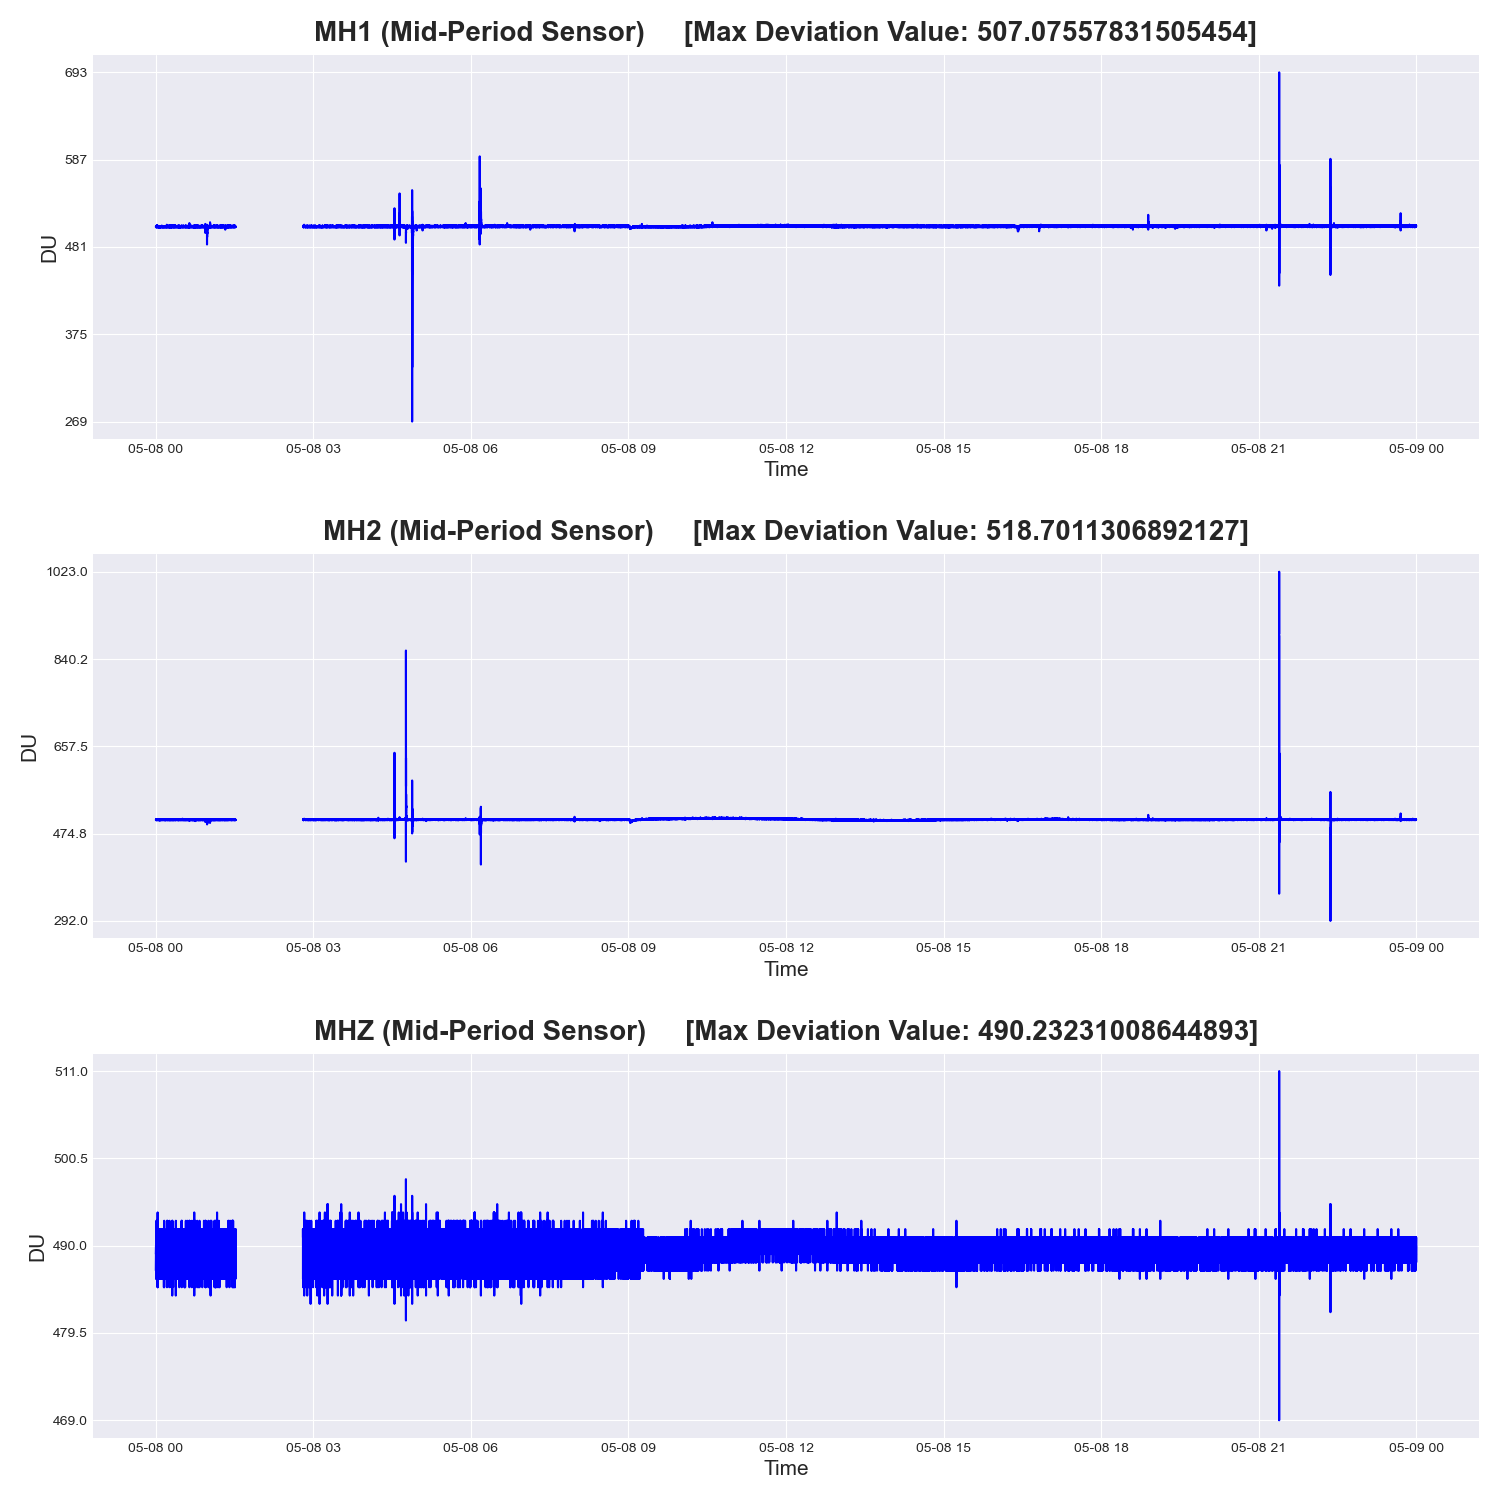 MH1 (Mid-Period Sensor) [Max Deviation Value: 507.07557831505454]
693
587
481
375
269
DU
05-08 00 05-08 03 05-08 06 05-08 09 05-08 12 05-08 15 05-08 18 05-08 21 05-09 00
Time
MH2 (Mid-Period Sensor) [Max Deviation Value: 518.7011306892127]
1023.0
840.2
657.5
474.8
292.0
DU
05-08 00 05-08 03 05-08 06 05-08 09 05-08 12 05-08 15 05-08 18 05-08 21 05-09 00
Time
MHZ (Mid-Period Sensor) [Max Deviation Value: 490.23231008644893]
511.0
500.5
490.0
479.5
469.0
DU
05-08 00 05-08 03 05-08 06 05-08 09 05-08 12 05-08 15 05-08 18 05-08 21 05-09 00
Time